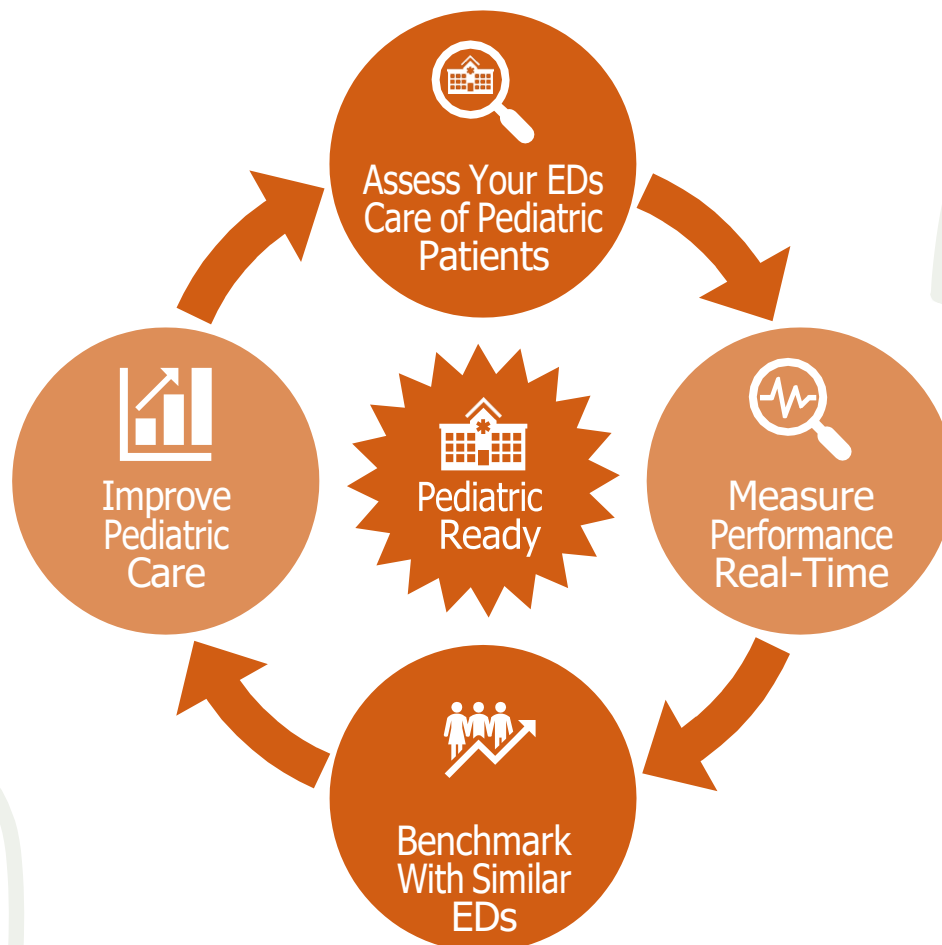 Assess Your EDs
Care of Pediatric
Patients
Measure
Performance
Real-Time
Benchmark
With Similar
EDs
Improve
Pediatric
Care
Pediatric
Ready